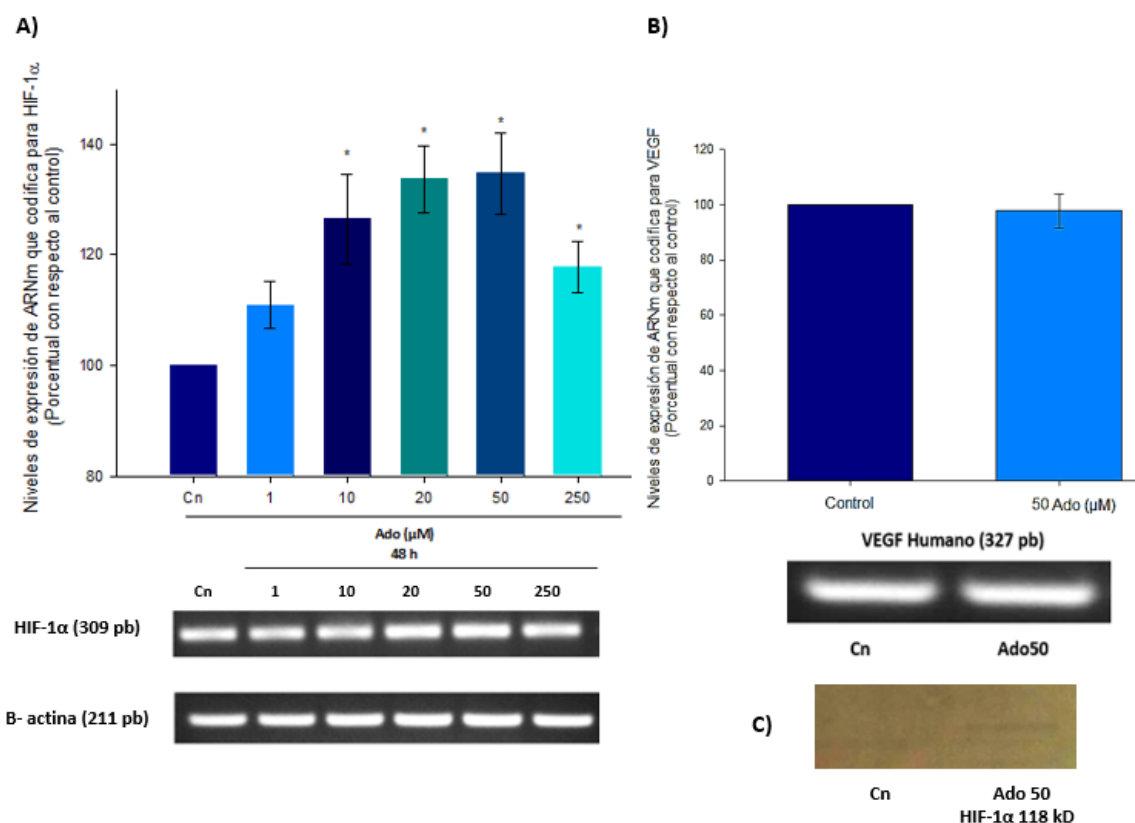 A)
Niveles de expresión de ARNm que codifica para HIF-1α
(Porcentual con respecto al control)
140
120
100
80
*
*
*
*
Cn 1 10 20 50 250
Ado (µM)
48 h
Cn 1 10 20 50 250
HIF-1α (309 pb)
B- actina (211 pb)
B)
Niveles de expresión de ARNm que codifica para VEGF
(Porcentual con respecto al control)
120
100
80
60
40
20
0
Control 50 Ado (µM)
VEGF Humano (327 pb)
Cn Ado50
C)
Cn Ado 50
HIF-1α 118 kD